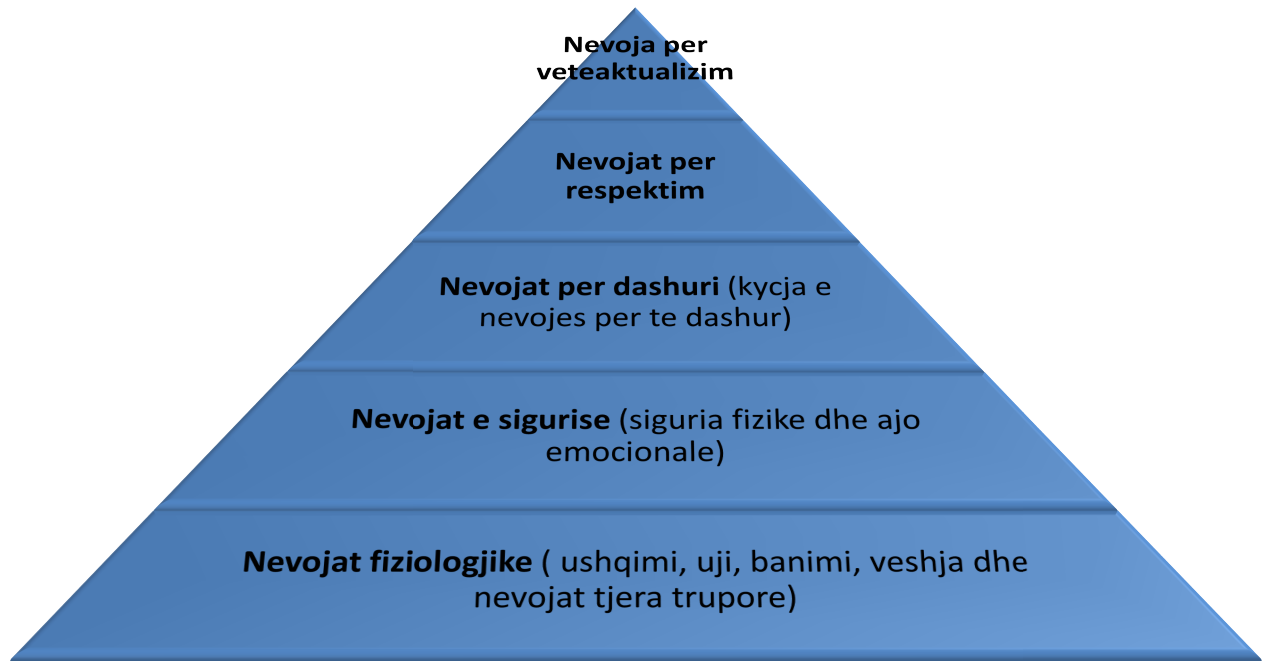 Nevoja per
veteaktualizim
Nevojat per
respektim
Nevojat per dashuri (kycja e
nevojes per te dashur)
Nevojat e sigurise (siguria fizike dhe ajo
emocionale)
Nevojat fiziologjike ( ushqimi, uji, banimi, veshja dhe
nevojat tjera trupore)